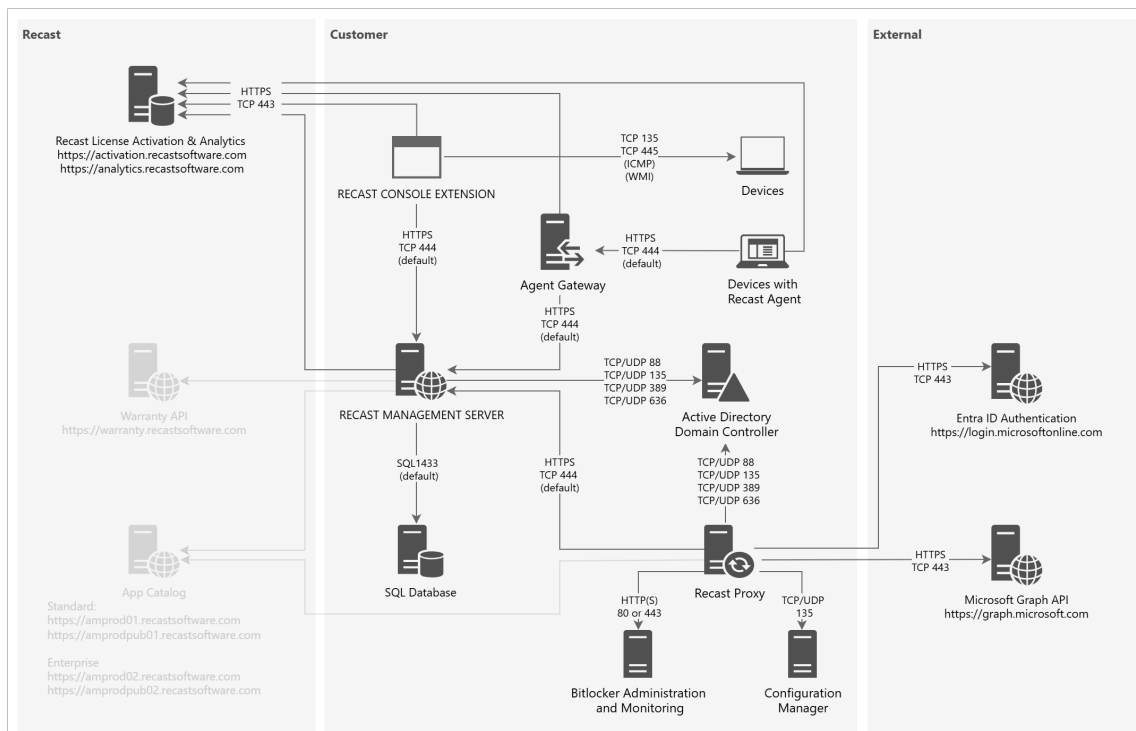 Recast
Customer
External
HTTPS
TCP 443
Recast License Activation & Analytics
https://activation.recastsoftware.com
https://analytics.recastsoftware.com
RECAST CONSOLE EXTENSION
TCP 135
TCP 445
(ICMP)
(WMI)
Devices
HTTPS
TCP 444
(default)
Agent Gateway
HTTPS
TCP 444
(default)
Devices with
Recast Agent
HTTPS
TCP 444
(default)
Warranty API
https://warranty.recastsoftware.com
RECAST MANAGEMENT SERVER
TCP/UDP 88
TCP/UDP 135
TCP/UDP 389
TCP/UDP 636
Active Directory
Domain Controller
HTTPS
TCP 443
Entra ID Authentication
https://login.microsoftonline.com
SQL1433
(default)
HTTPS
TCP 444
(default)
TCP/UDP 88
TCP/UDP 135
TCP/UDP 389
TCP/UDP 636
App Catalog
Standard:
https://amprod01.recastsoftware.com
https://amprodpub01.recastsoftware.com
Enterprise
https://amprod02.recastsoftware.com
https://amprodpub02.recastsoftware.com
SQL Database
Recast Proxy
HTTPS
TCP 443
Microsoft Graph API
https://graph.microsoft.com
HTTP(S)
80 or 443
TCP/UDP
135
Bitlocker Administration
and Monitoring
Configuration
Manager